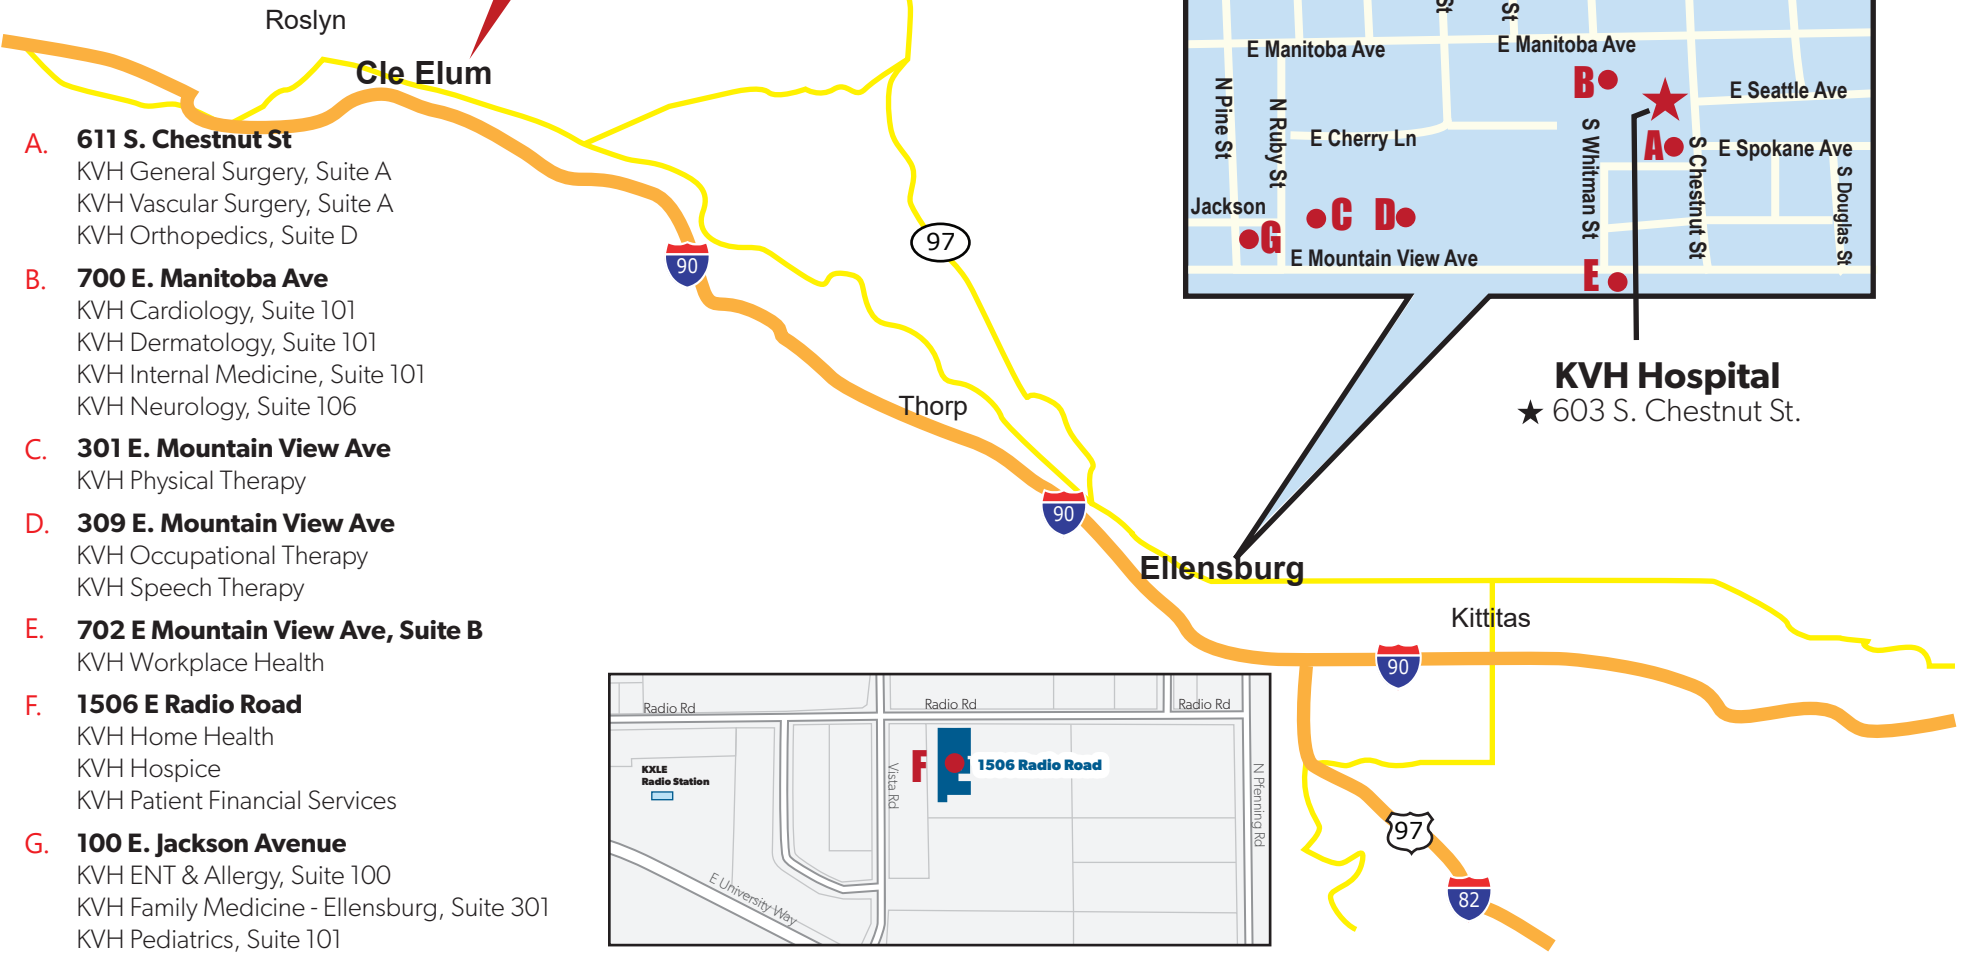 Roslyn
Cle Elum
A. 611 S. Chestnut St
KVH General Surgery, Suite A
KVH Vascular Surgery, Suite A
KVH Orthopedics, Suite D
B. 700 E. Manitoba Ave
KVH Cardiology, Suite 101
KVH Dermatology, Suite 101
KVH Internal Medicine, Suite 101
KVH Neurology, Suite 106
C. 301 E. Mountain View Ave
KVH Physical Therapy
D. 309 E. Mountain View Ave
KVH Occupational Therapy
KVH Speech Therapy
E. 702 E Mountain View Ave, Suite B
KVH Workplace Health
F. 1506 E Radio Road
KVH Home Health
KVH Hospice
KVH Patient Financial Services
G. 100 E. Jackson Avenue
KVH ENT & Allergy, Suite 100
KVH Family Medicine - Ellensburg, Suite 301
KVH Pediatrics, Suite 101
90
97
Thorp
90
Ellensburg
Kittitas
90
97
82
St
St
E Manitoba Ave
E Manitoba Ave
B
E Seattle Ave
N Pine St
N Ruby St
E Cherry Ln
S Whitman St
A
S Chestnut St
E Spokane Ave
S Douglas St
Jackson
C
D
G
E Mountain View Ave
E
KVH Hospital
★ 603 S. Chestnut St.
Radio Rd
Radio Rd
Radio Rd
KXLE
Radio Station
Vista Rd
F
1506 Radio Road
N Pfenning Rd
E University Way